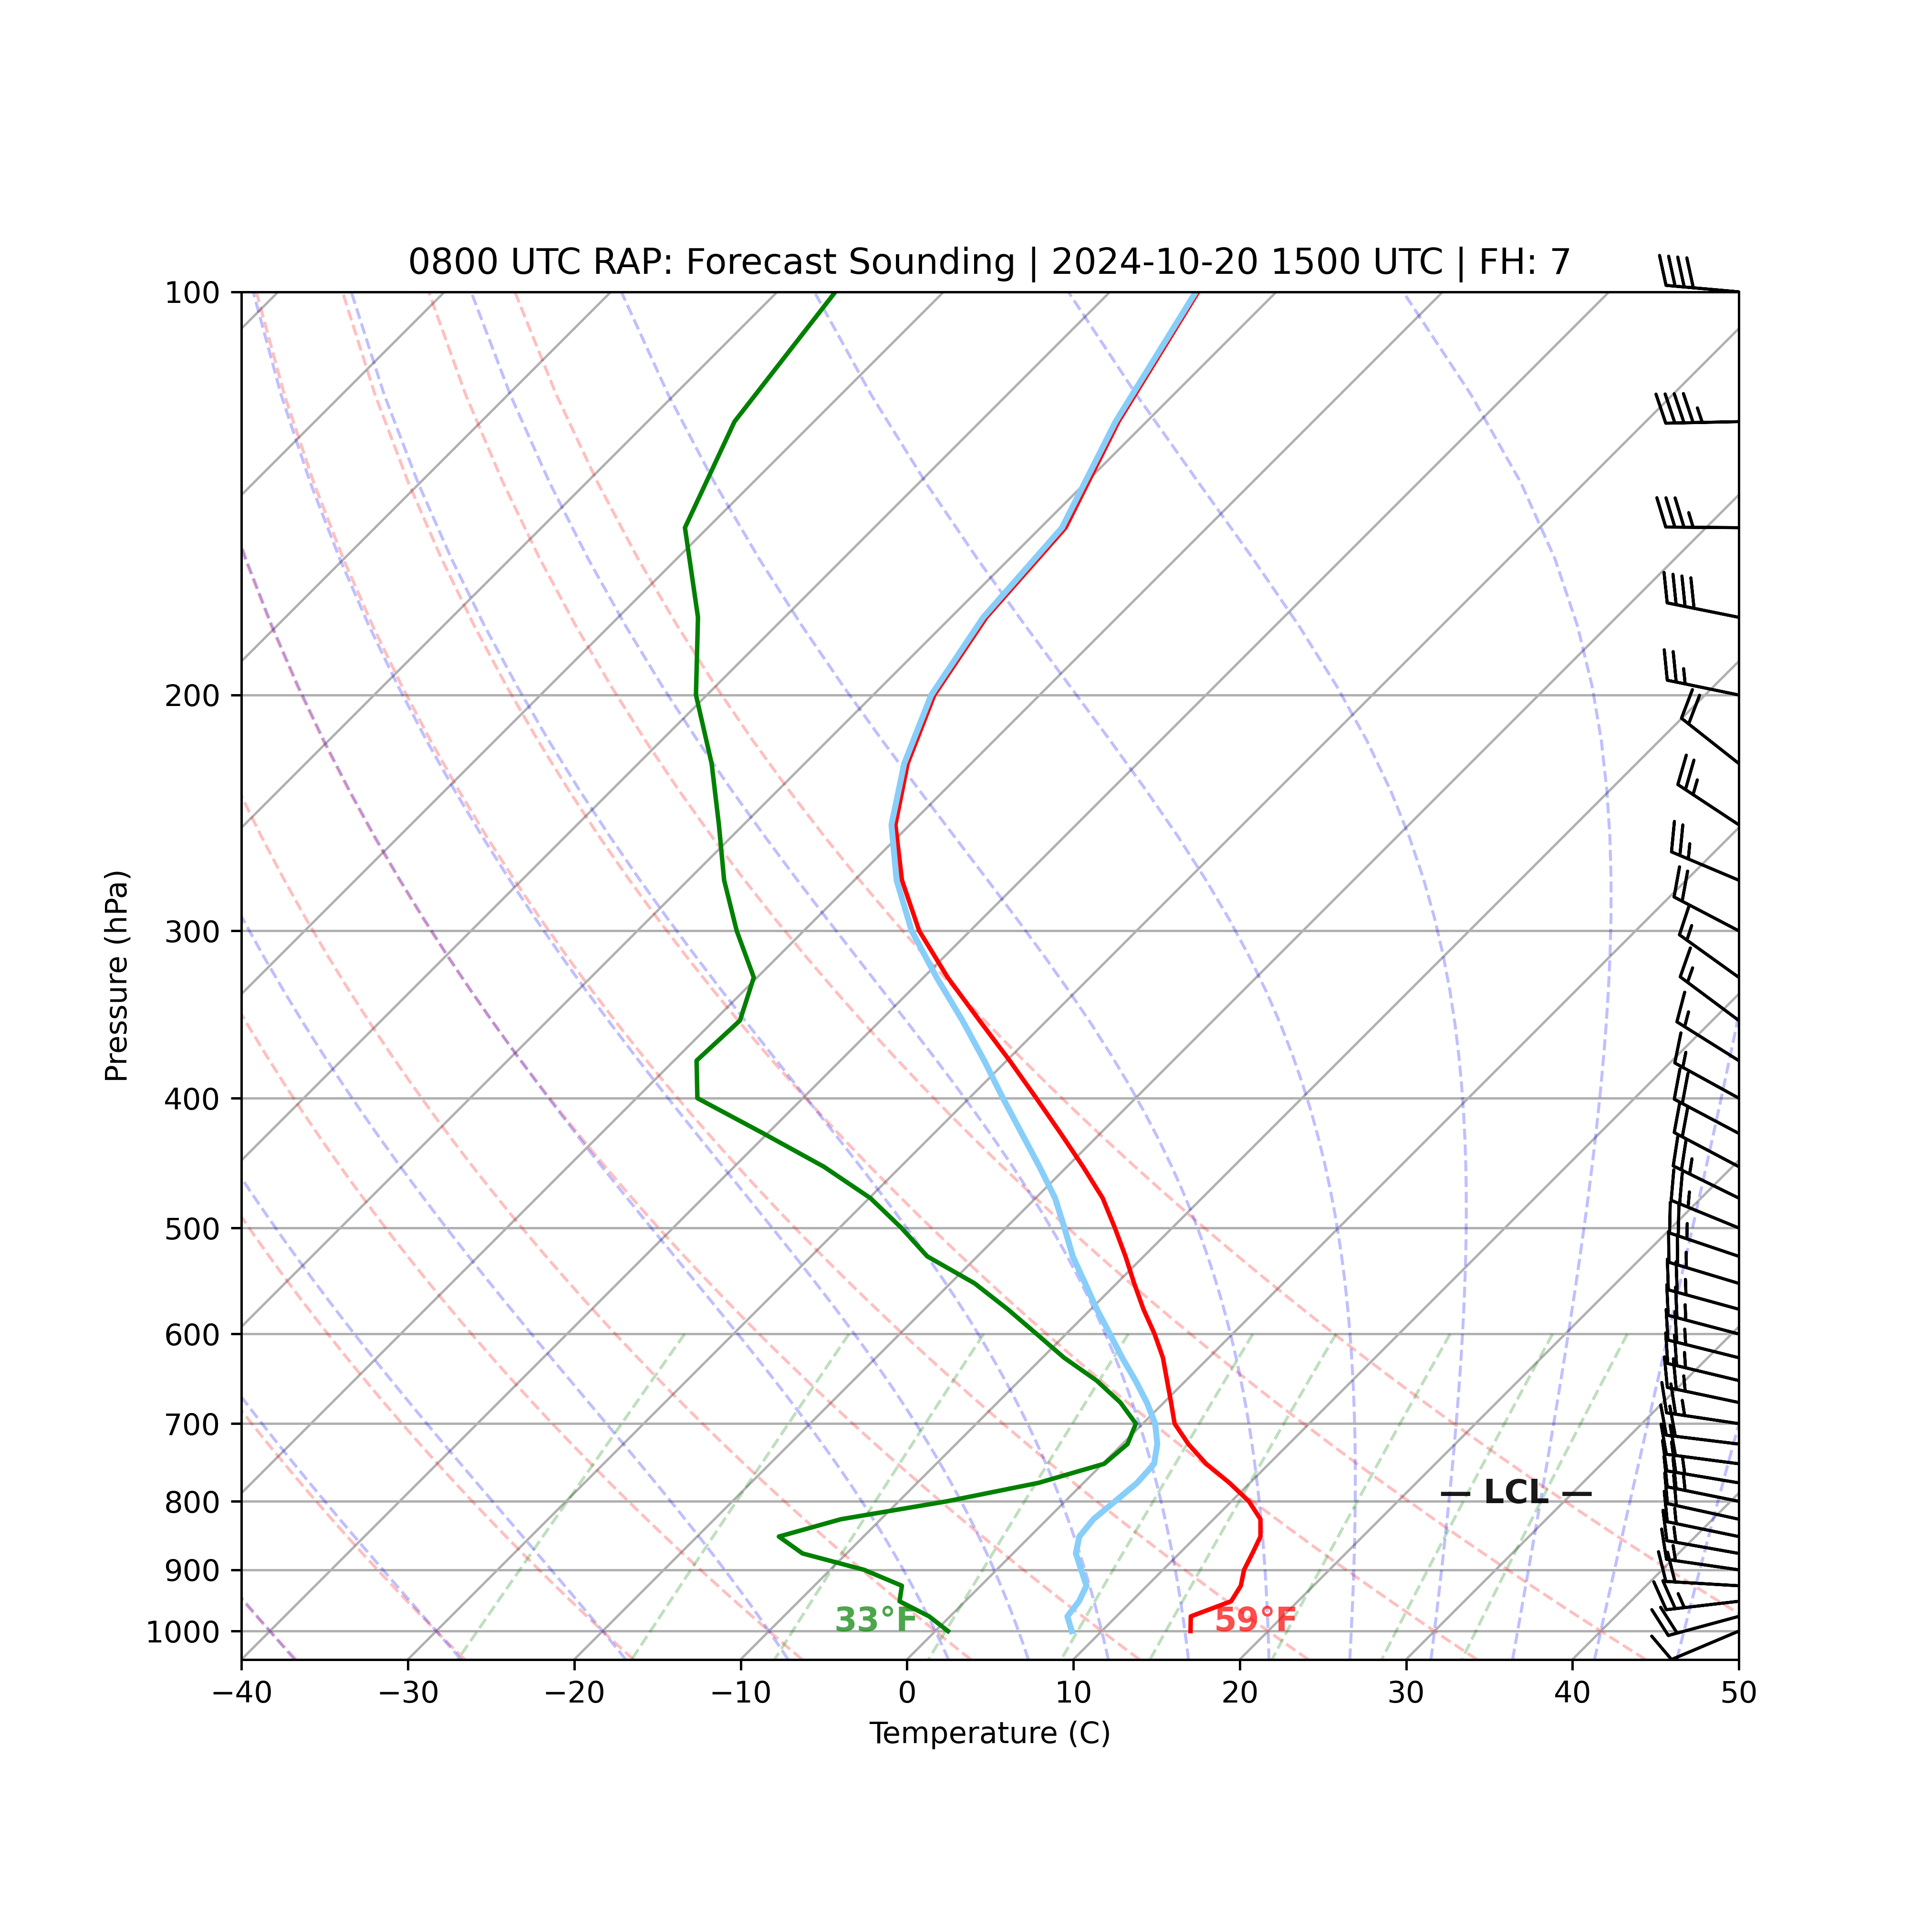 0800 UTC RAP: Forecast Sounding | 2024-10-20 1500 UTC | FH: 7
100
200
300
400
500
600
700
800
900
1000
Pressure (hPa)
— LCL —
33°F
59°F
−40 −30 −20 −10 0 10 20 30 40 50
Temperature (C)